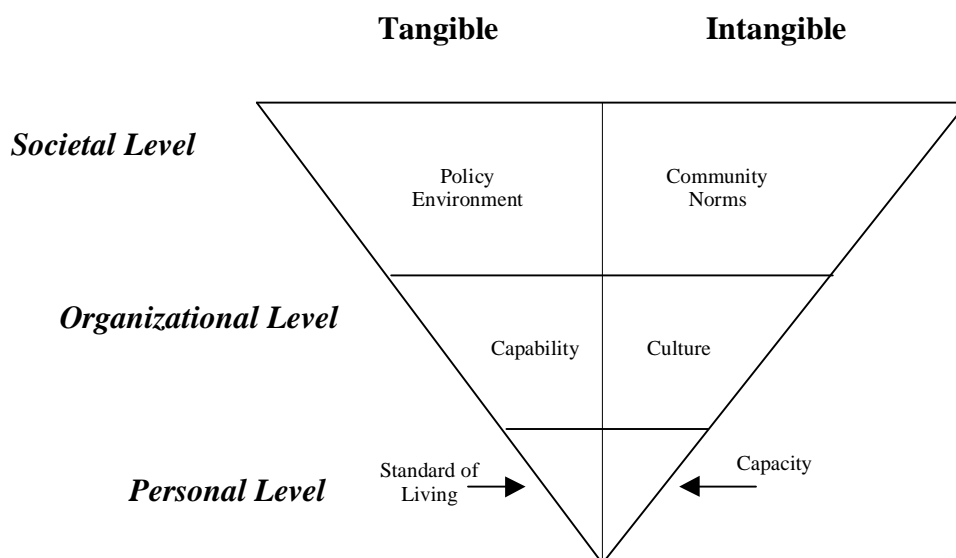 Tangible
Intangible
Societal Level
Policy
Environment
Community
Norms
Organizational Level
Capability
Culture
Personal Level
Standard of
Living
Capacity